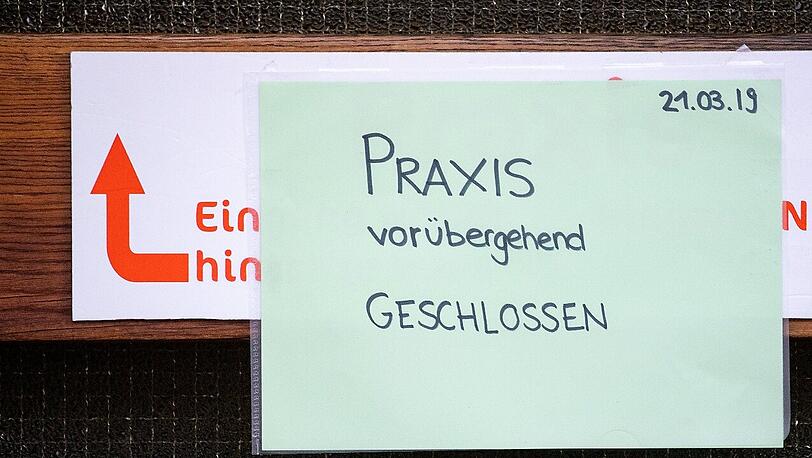 21.03.19
PRAXIS
vorübergehend
GESCHLOSSEN
Ein
hin
N